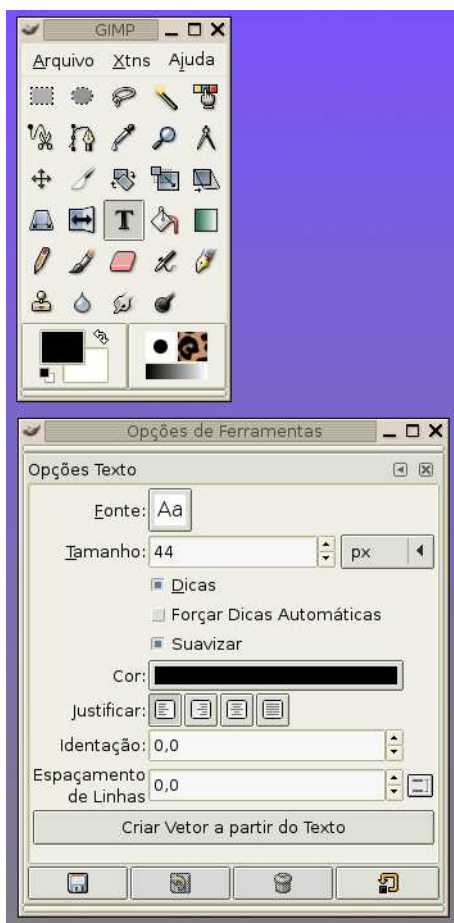 GIMP
Arquivo Xtns Ajuda
T
Opções de Ferramentas
Opções Texto
Fonte: Aa
Tamanho: 44 px
Dicas
Forçar Dicas Automáticas
Suavizar
Cor:
Justificar:
Identação: 0,0
Espaçamento
de Linhas 0,0
Criar Vetor a partir do Texto